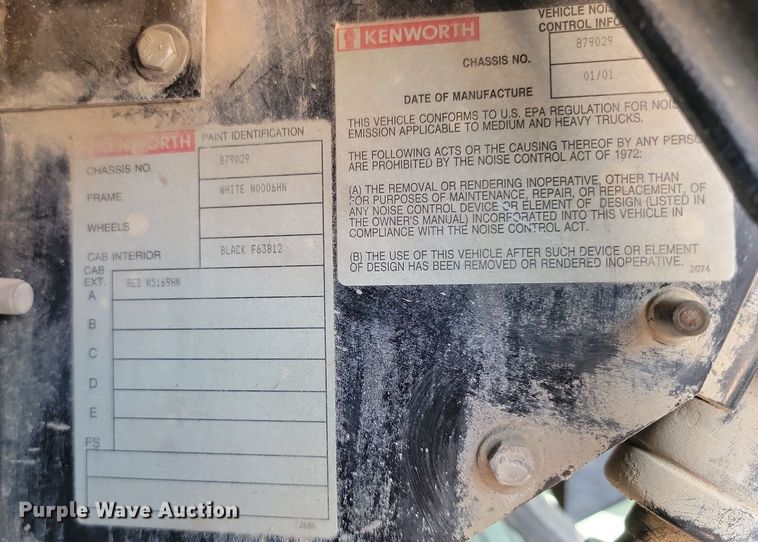 KENWORTH
PAINT IDENTIFICATION
CHASSIS NO. 879029
FRAME WHITE N0006HN
WHEELS
CAB INTERIOR BLACK F63B12
CAB
EXT. RED N5169HN
A
B
C
D
E
FS
2686
KENWORTH
VEHICLE NOISE
CONTROL INFO
CHASSIS NO. 879029
DATE OF MANUFACTURE 01/01
THIS VEHICLE CONFORMS TO U.S. EPA REGULATION FOR NOIS
EMISSION APPLICABLE TO MEDIUM AND HEAVY TRUCKS.
THE FOLLOWING ACTS OR THE CAUSING THEREOF BY ANY PERSO
ARE PROHIBITED BY THE NOISE CONTROL ACT OF 1972:
(A) THE REMOVAL OR RENDERING INOPERATIVE, OTHER THAN
FOR PURPOSES OF MAINTENANCE, REPAIR, OR REPLACEMENT, OF
ANY NOISE CONTROL DEVICE OR ELEMENT OF DESIGN (LISTED IN
THE OWNER'S MANUAL) INCORPORATED INTO THIS VEHICLE IN
COMPLIANCE WITH THE NOISE CONTROL ACT.
(B) THE USE OF THIS VEHICLE AFTER SUCH DEVICE OR ELEMENT
OF DESIGN HAS BEEN REMOVED OR RENDERED INOPERATIVE.
2074
Purple Wave Auction